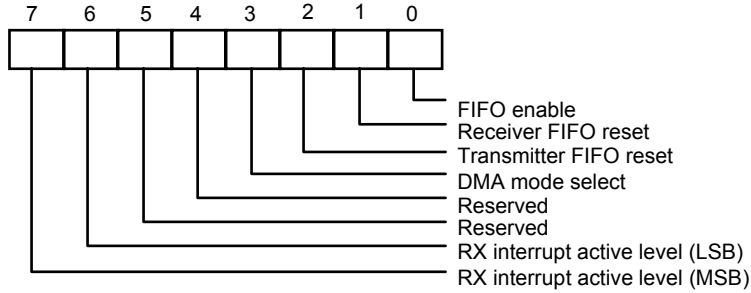 7 6 5 4 3 2 1 0
FIFO enable
Receiver FIFO reset
Transmitter FIFO reset
DMA mode select
Reserved
Reserved
RX interrupt active level (LSB)
RX interrupt active level (MSB)